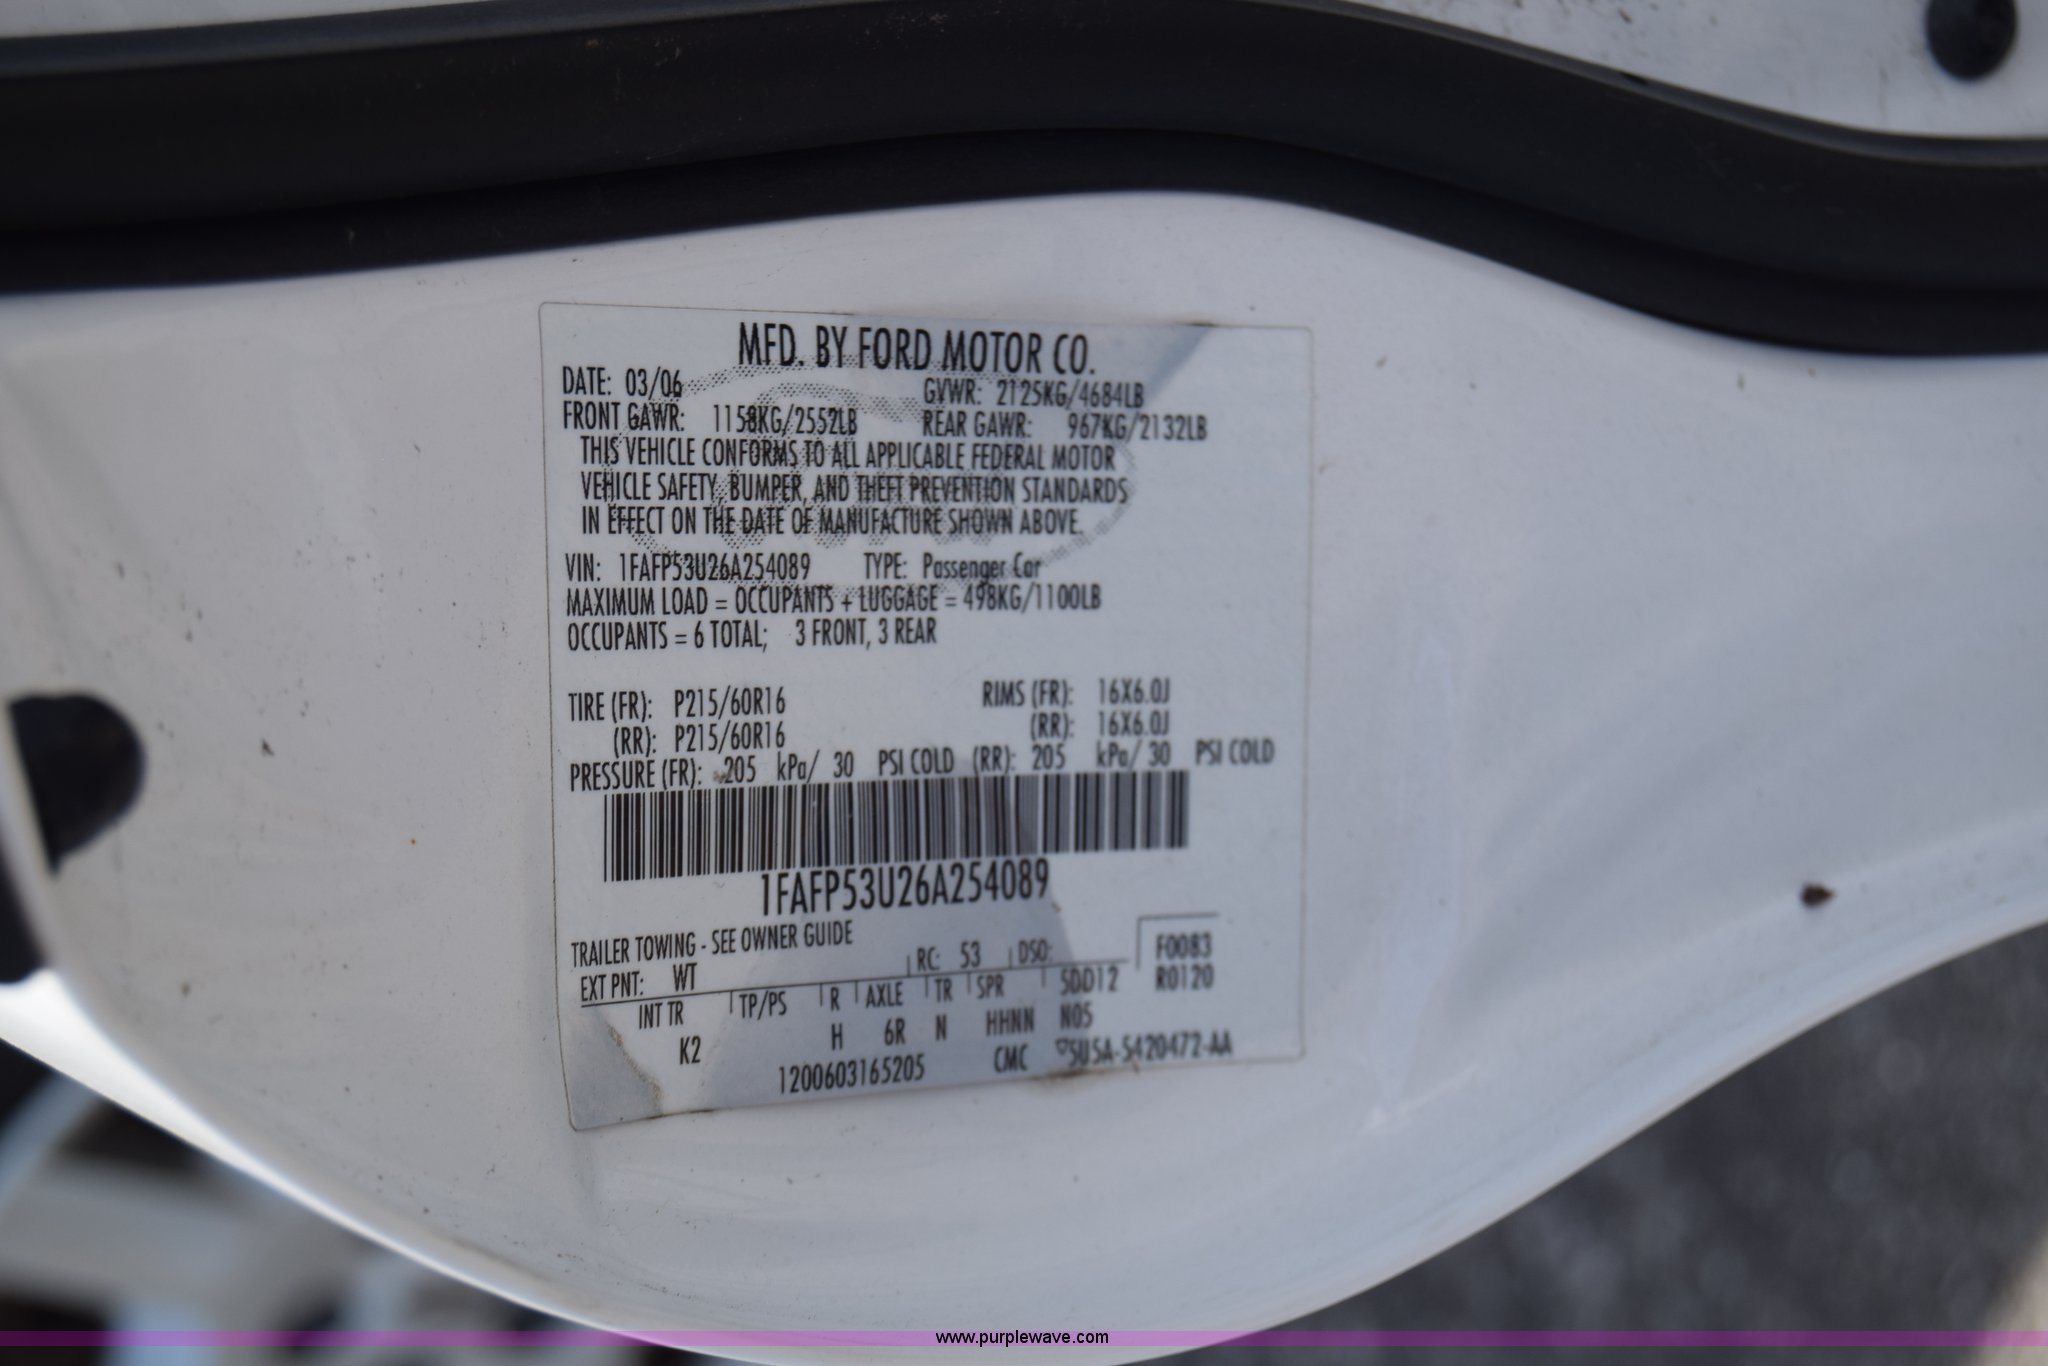 MFD. BY FORD MOTOR CO.
DATE: 03/06 GVWR: 2125KG/4684LB
FRONT GAWR: 1158KG/2552LB REAR GAWR: 967KG/2132LB
THIS VEHICLE CONFORMS TO ALL APPLICABLE FEDERAL MOTOR
VEHICLE SAFETY, BUMPER, AND THEFT PREVENTION STANDARDS
IN EFFECT ON THE DATE OF MANUFACTURE SHOWN ABOVE.
VIN: 1FAFP53U26A254089 TYPE: Passenger Car
MAXIMUM LOAD = OCCUPANTS + LUGGAGE = 498KG/1100LB
OCCUPANTS = 6 TOTAL; 3 FRONT, 3 REAR
TIRE (FR): P215/60R16 RIMS (FR): 16X6.0J
(RR): P215/60R16 (RR): 16X6.0J
PRESSURE (FR): 205 kPa/ 30 PSI COLD (RR): 205 kPa/ 30 PSI COLD
1FAFP53U26A254089
TRAILER TOWING - SEE OWNER GUIDE
EXT PNT: WT RC: 53 DSO: F0083
INT TR TP/PS R AXLE TR SPR 5DD12 R0120
K2 H 6R N HHNN N05
1200603165205 CMC 5U5A-5420472-AA
www.purplewave.com